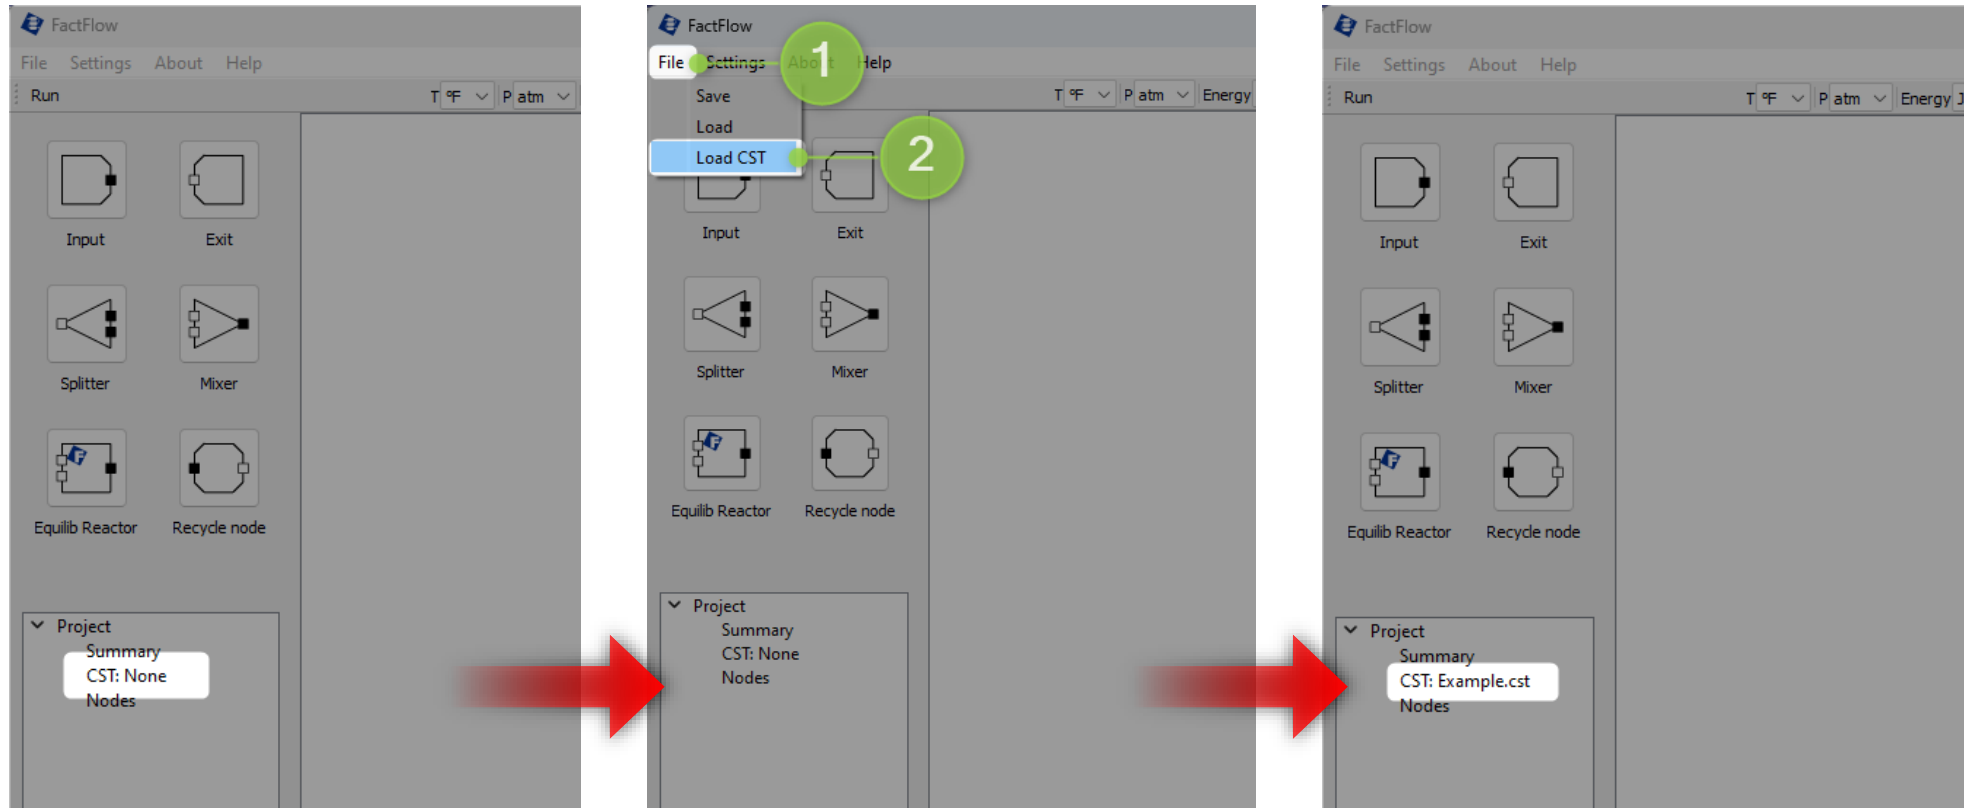 FactFlow
File Settings About Help
Run T °F P atm
Input Exit
Splitter Mixer
Equilib Reactor Recycle node
Project
Summary
CST: None
Nodes
FactFlow
File Settings About Help
1
Save
Load
Load CST
2
T °F P atm Energy
Input Exit
Splitter Mixer
Equilib Reactor Recycle node
Project
Summary
CST: None
Nodes
FactFlow
File Settings About Help
Run T °F P atm Energy J
Input Exit
Splitter Mixer
Equilib Reactor Recycle node
Project
Summary
CST: Example.cst
Nodes